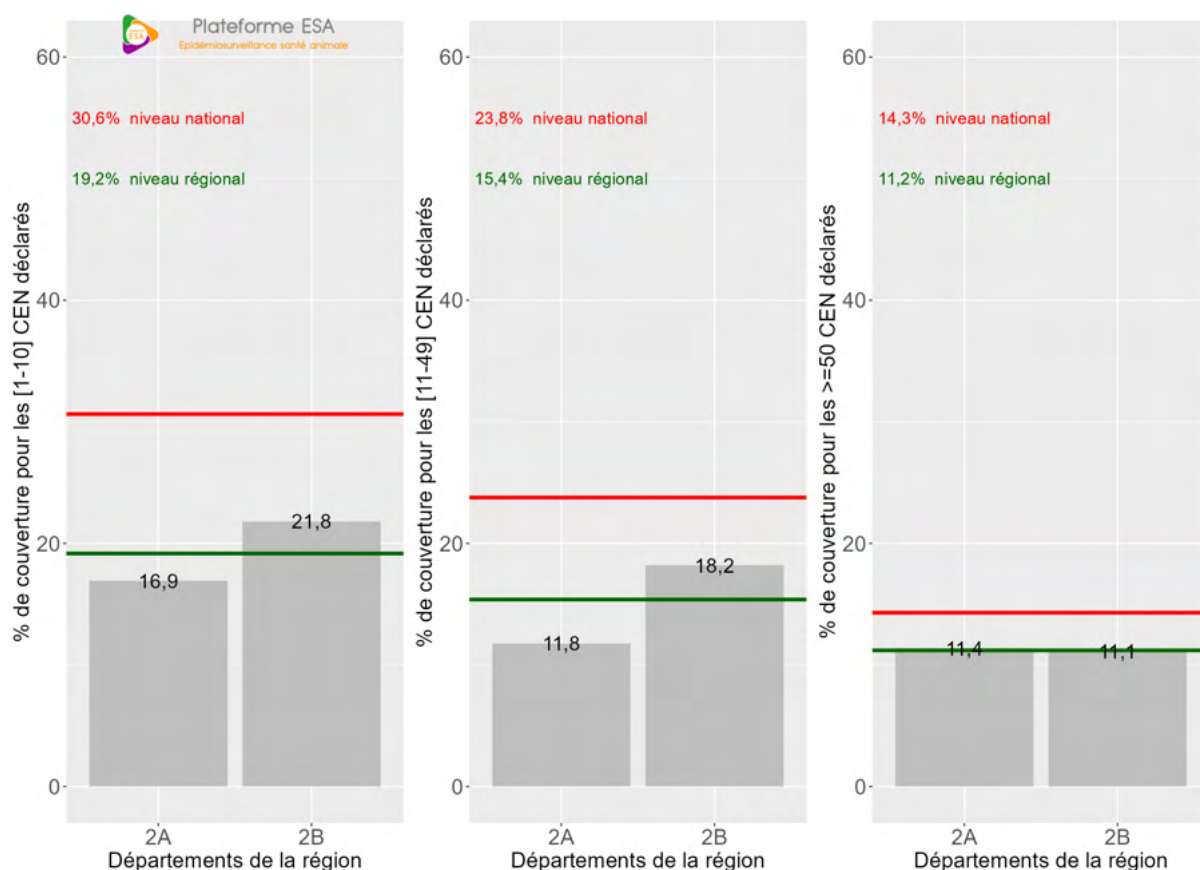 Plateforme ESA
ESA
Epidémiosurveillance santé animale
% de couverture pour les [1-10] CEN déclarés
60
40
20
0
30,6% niveau national
19,2% niveau régional
16,9
21,8
2A
2B
Départements de la région
% de couverture pour les [11-49] CEN déclarés
60
40
20
0
23,8% niveau national
15,4% niveau régional
11,8
18,2
2A
2B
Départements de la région
% de couverture pour les >=50 CEN déclarés
60
40
20
0
14,3% niveau national
11,2% niveau régional
11,4
11,1
2A
2B
Départements de la région